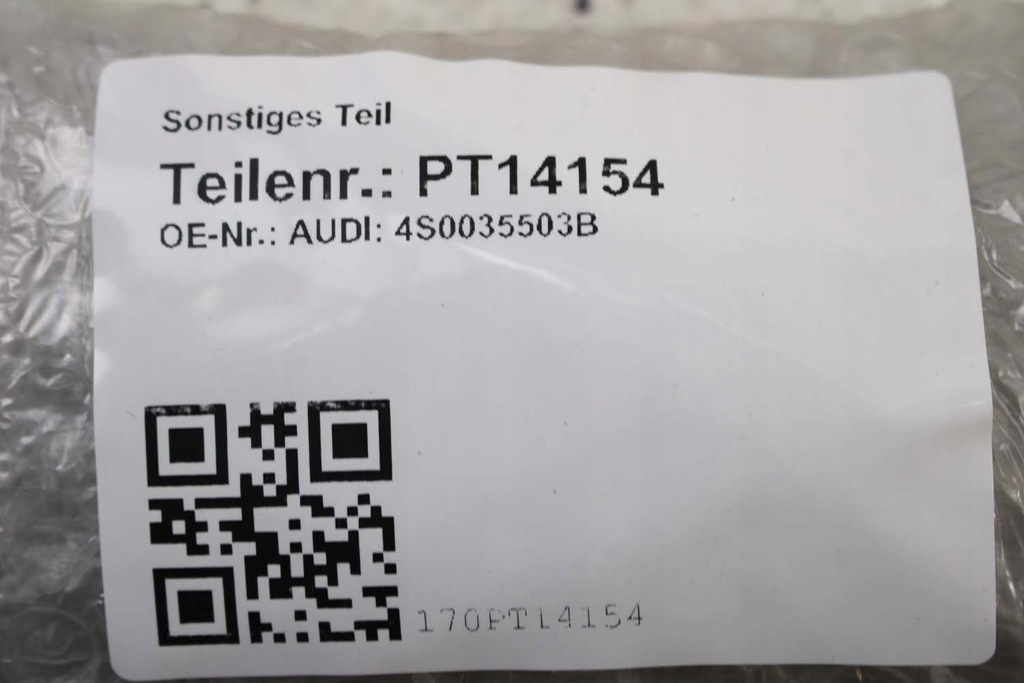 Sonstiges Teil
Teilenr.: PT14154
OE-Nr.: AUDI: 4S0035503B
170PT14154